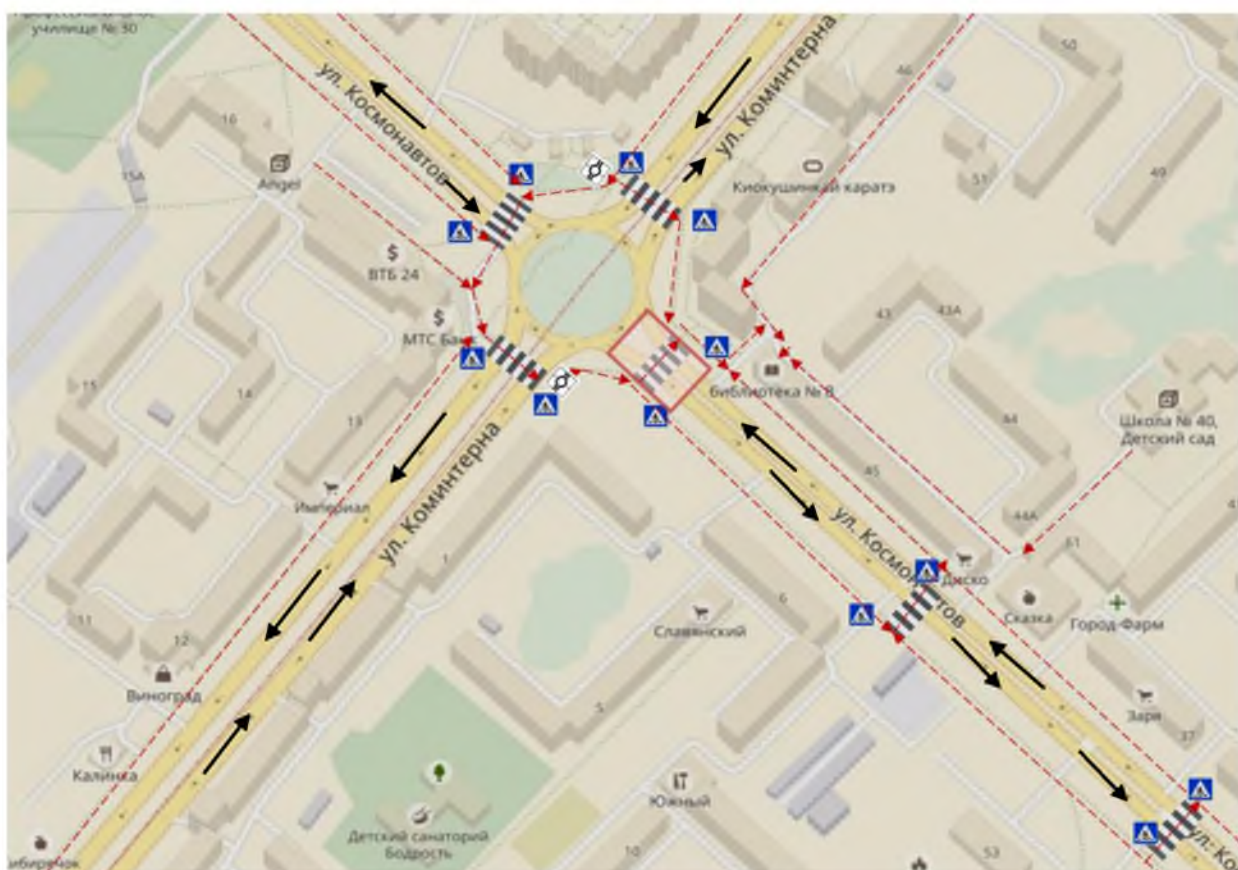 училище № 30
ул. Космонавтов
ул. Коминтерна
50
46
16
15А
Angel
Киокушинкай каратэ
51
49
$
ВТБ 24
$
МТС Банк
43
43А
библиотека № 8
15
14
13
44
Школа № 40,
Детский сад
45
Империал
ул. Коминтерна
ул. Космонавтов
44А
61
Диско
1
6
Сказка
Город-Фарм
11
12
Славянский
Виноград
5
Заря
37
Калинка
Южный
Детский санаторий
Бодрость
10
53
ул. Ко
ибирячок